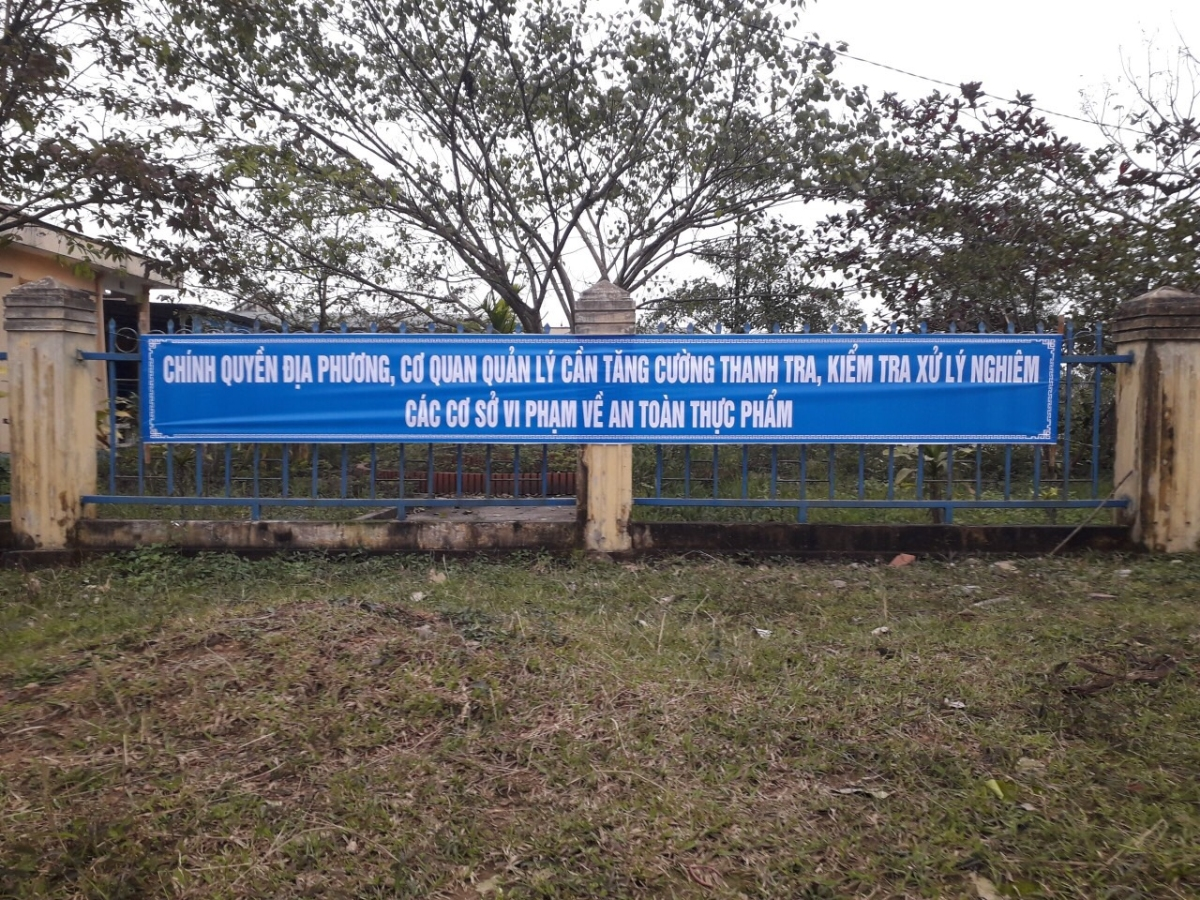 CHÍNH QUYỀN ĐỊA PHƯƠNG, CƠ QUAN QUẢN LÝ CẦN TĂNG CƯỜNG THANH TRA, KIỂM TRA XỬ LÝ NGHIÊM
CÁC CƠ SỞ VI PHẠM VỀ AN TOÀN THỰC PHẨM